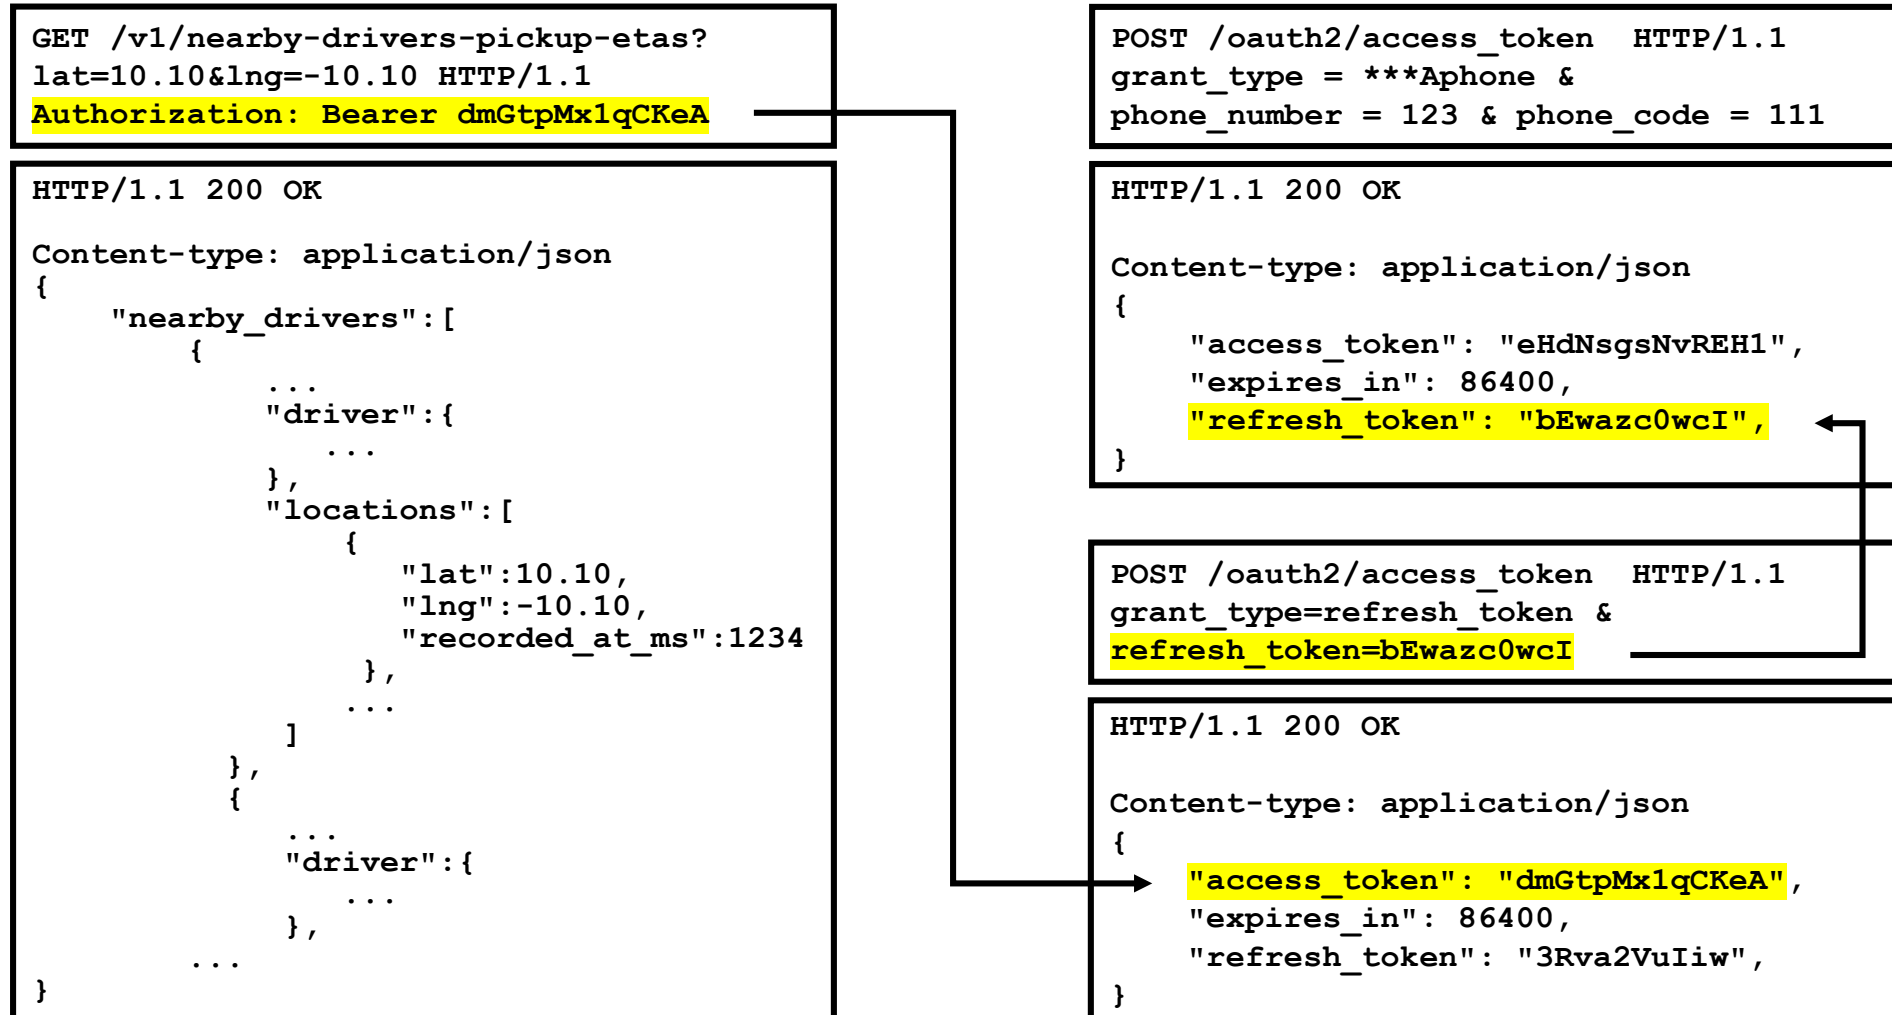 GET /v1/nearby-drivers-pickup-etas?
lat=10.10&lng=-10.10 HTTP/1.1
Authorization: Bearer dmGtpMx1qCKeA
HTTP/1.1 200 OK
Content-type: application/json
{
"nearby_drivers":[
{
...
"driver":{
...
},
"locations":[
{
"lat":10.10,
"lng":-10.10,
"recorded_at_ms":1234
},
...
]
},
{
...
"driver":{
...
},
...
}
POST /oauth2/access_token HTTP/1.1
grant_type = ***Aphone &
phone_number = 123 & phone_code = 111
HTTP/1.1 200 OK
Content-type: application/json
{
"access_token": "eHdNsgsNvREH1",
"expires_in": 86400,
"refresh_token": "bEwazc0wcI",
}
POST /oauth2/access_token HTTP/1.1
grant_type=refresh_token &
refresh_token=bEwazc0wcI
HTTP/1.1 200 OK
Content-type: application/json
{
"access_token": "dmGtpMx1qCKeA",
"expires_in": 86400,
"refresh_token": "3Rva2VuIiw",
}